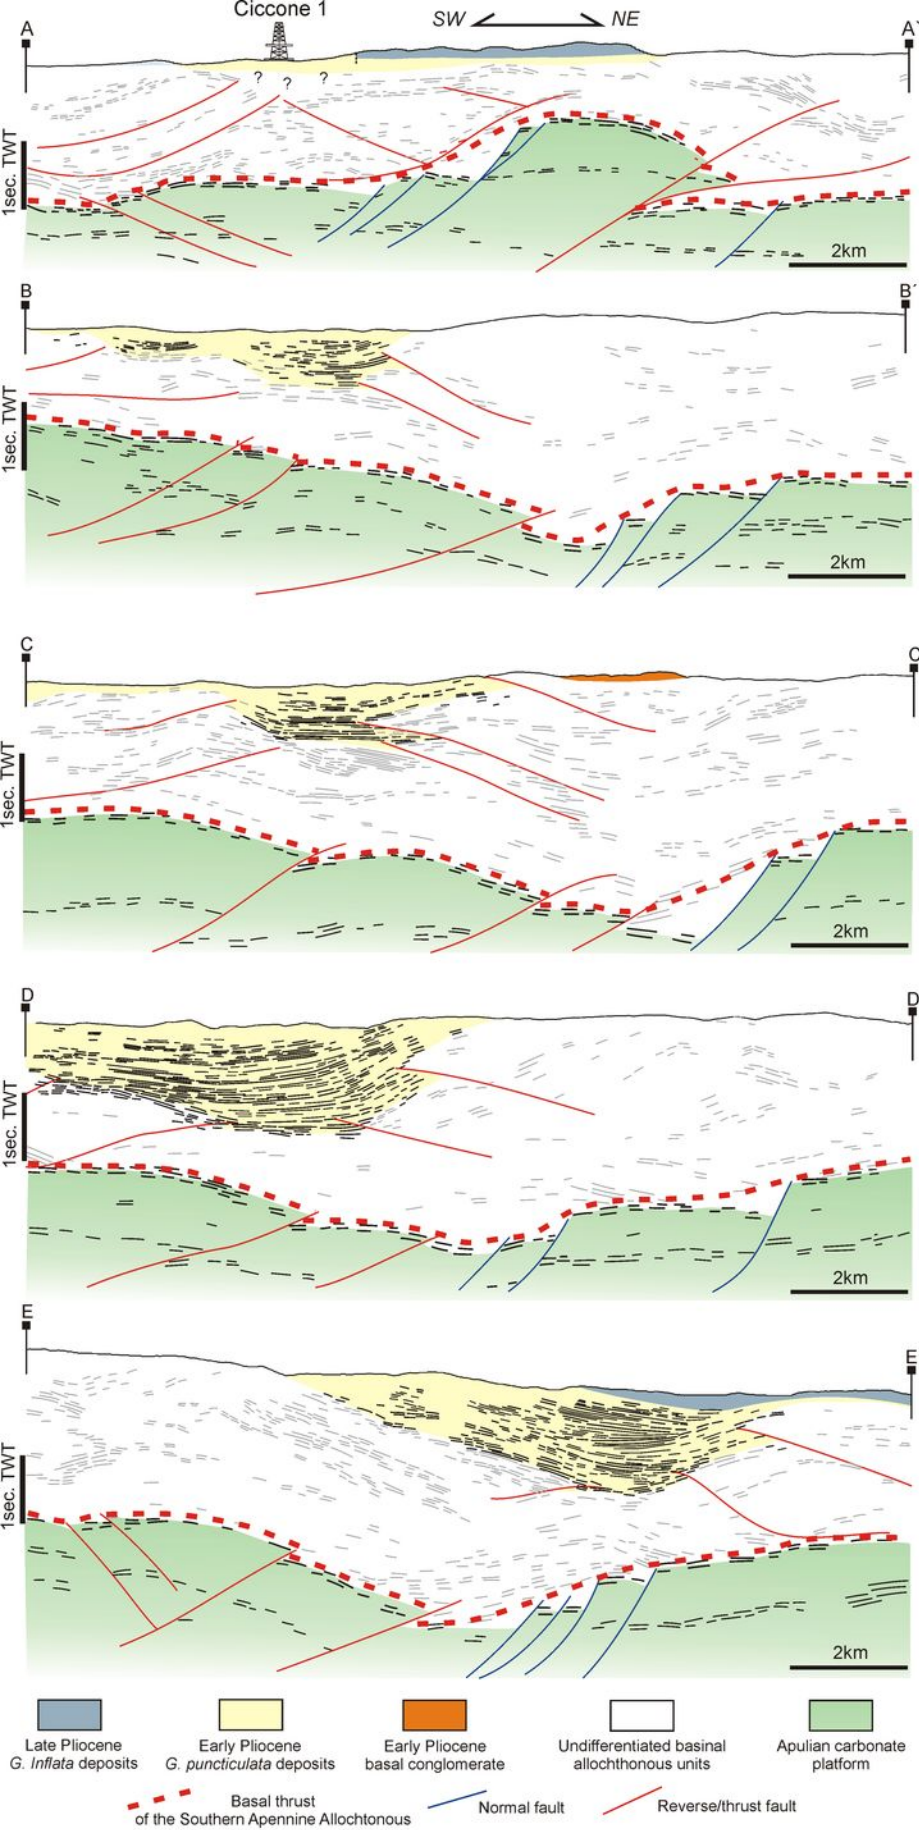 Ciccone 1
SW NE
A A'
? ? ?
1sec. TWT
2km
B B'
1sec. TWT
2km
C C
1sec. TWT
2km
D D
1sec. TWT
2km
E E
1sec. TWT
2km
Late Pliocene
G. Inflata deposits
Early Pliocene
G. puncticulata deposits
Early Pliocene
basal conglomerate
Undifferentiated basinal
allochthonous units
Apulian carbonate
platform
Basal thrust
of the Southern Apennine Allochtonous
Normal fault
Reverse/thrust fault